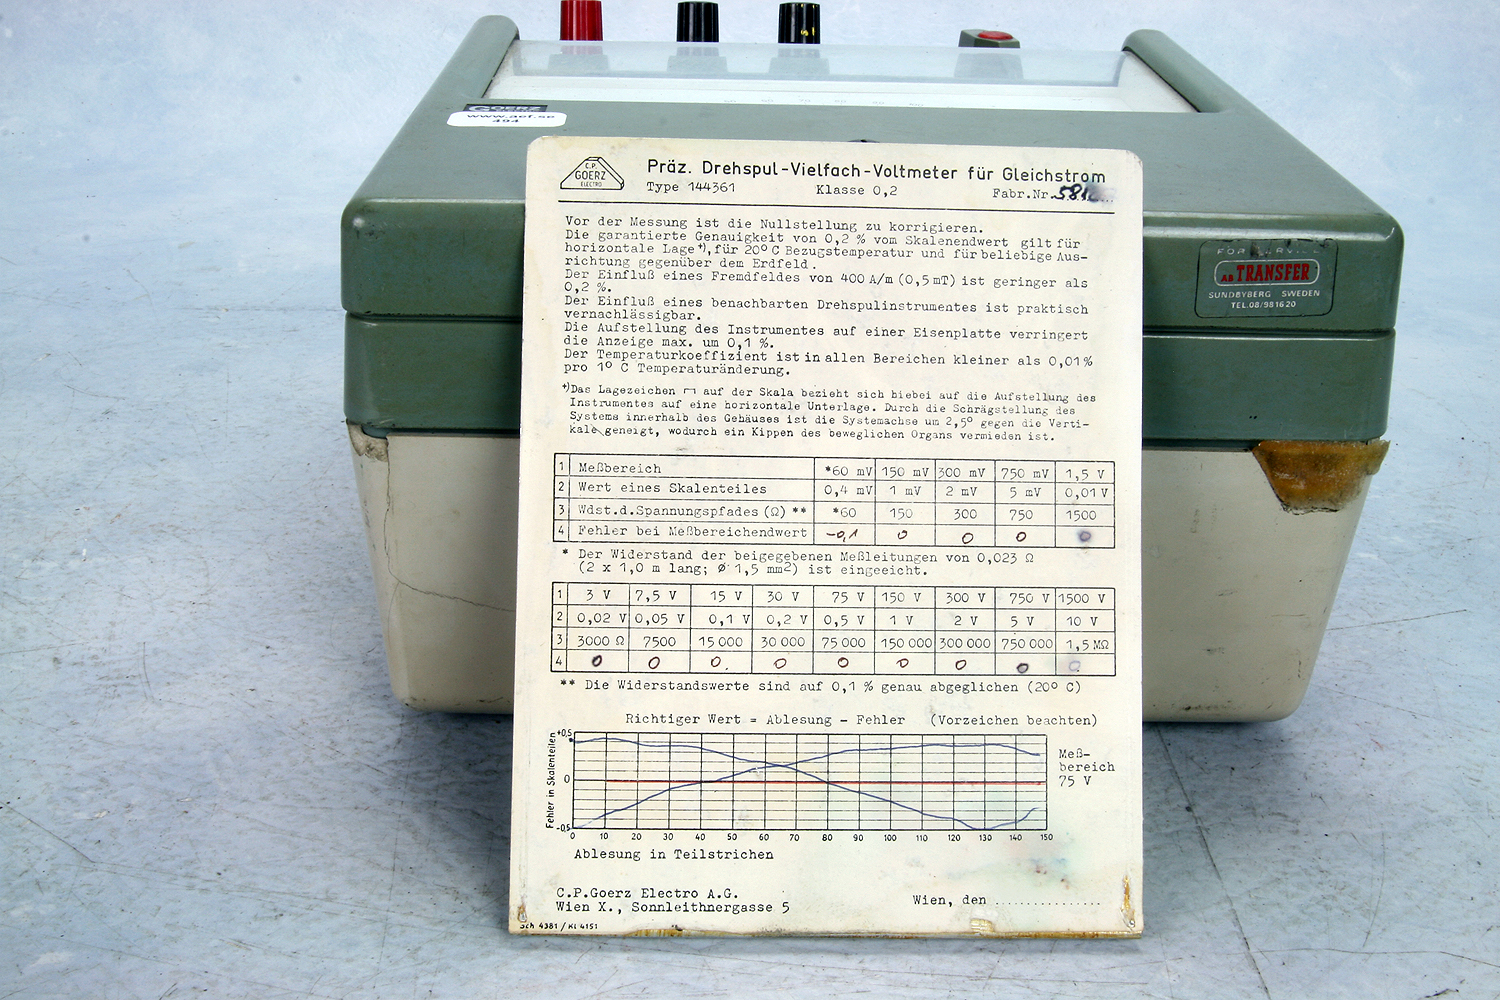 GOERZ
www.aef.se
494
C.P.
GOERZ
ELECTRO
Präz. Drehspul-Vielfach-Voltmeter für Gleichstrom
Type 144361 Klasse 0,2 Fabr.Nr.
Vor der Messung ist die Nullstellung zu korrigieren.
Die garantierte Genauigkeit von 0,2 % vom Skalenendwert gilt für
horizontale Lage⁺), für 20° C Bezugstemperatur und für beliebige Aus-
richtung gegenüber dem Erdfeld.
Der Einfluß eines Fremdfeldes von 400 A/m (0,5 mT) ist geringer als
0,2 %.
Der Einfluß eines benachbarten Drehspulinstrumentes ist praktisch
vernachlässigbar.
Die Aufstellung des Instrumentes auf einer Eisenplatte verringert
die Anzeige max. um 0,1 %.
Der Temperaturkoeffizient ist in allen Bereichen kleiner als 0,01%
pro 1° C Temperaturänderung.
⁺)Das Lagezeichen ⊓ auf der Skala bezieht sich hiebei auf die Aufstellung des
Instrumentes auf eine horizontale Unterlage. Durch die Schrägstellung des
Systems innerhalb des Gehäuses ist die Systemachse um 2,5° gegen die Verti-
kale geneigt, wodurch ein Kippen des beweglichen Organs vermieden ist.
1 Meßbereich *60 mV 150 mV 300 mV 750 mV 1,5 V
2 Wert eines Skalenteiles 0,4 mV 1 mV 2 mV 5 mV 0,01 V
3 Wdst.d.Spannungspfades (Ω) ** *60 150 300 750 1500
4 Fehler bei Meßbereichendwert -0,1 0 0 0 0
* Der Widerstand der beigegebenen Meßleitungen von 0,023 Ω
(2 x 1,0 m lang; ø 1,5 mm2) ist eingeeicht.
1 3 V 7,5 V 15 V 30 V 75 V 150 V 300 V 750 V 1500 V
2 0,02 V 0,05 V 0,1 V 0,2 V 0,5 V 1 V 2 V 5 V 10 V
3 3000 Ω 7500 15 000 30 000 75 000 150 000 300 000 750 000 1,5 MΩ
4 0 0 0. 0 0 0 0 0 0
** Die Widerstandswerte sind auf 0,1 % genau abgeglichen (20° C)
Richtiger Wert = Ablesung - Fehler (Vorzeichen beachten)
Fehler in Skalenteilen
+0,5
0
-0,5
0 10 20 30 40 50 60 70 80 90 100 110 120 130 140 150
Meß-
bereich
75 V
Ablesung in Teilstrichen
C.P.Goerz Electro A.G.
Wien X., Sonnleithnergasse 5
Wien, den ................
Sch 4381 / Kl 4151
FOR SERVICE
AB TRANSFER
SUNDBYBERG SWEDEN
TEL.08/981620